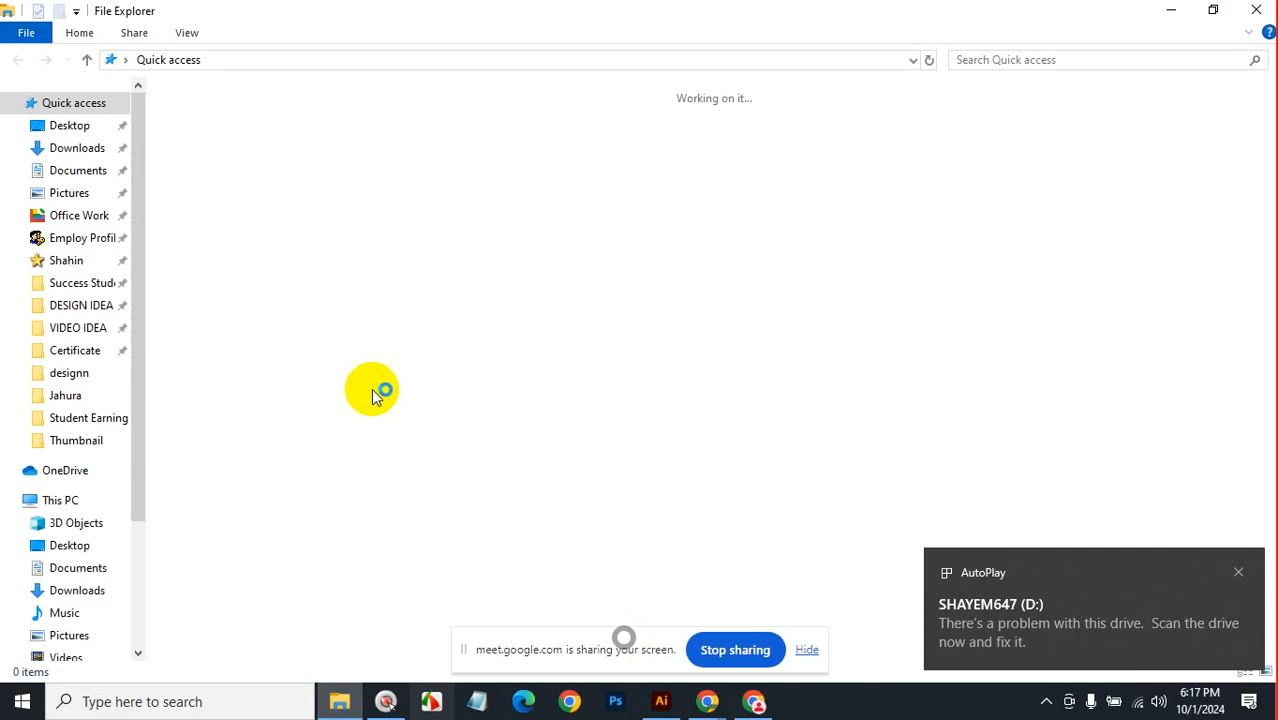 File Explorer
File
Home
Share
View
Quick access
Search Quick access
Working on it...
Quick access
Desktop
Downloads
Documents
Pictures
Office Work
Employ Profil
Shahin
DESIGN IDEA
VIDEO IDEA
Certificate
designn
Jahura
Student Earning
Thumbnail
OneDrive
This PC
3D Objects
Desktop
Documents
Downloads
Music
Pictures
Videos
0 items
meet.google.com is sharing your screen.
Stop sharing
Hide
AutoPlay
SHAYEM647 (D:)
There's a problem with this drive. Scan the drive
now and fix it.
Type here to search
Ps
Ai
6:17 PM
10/1/2024